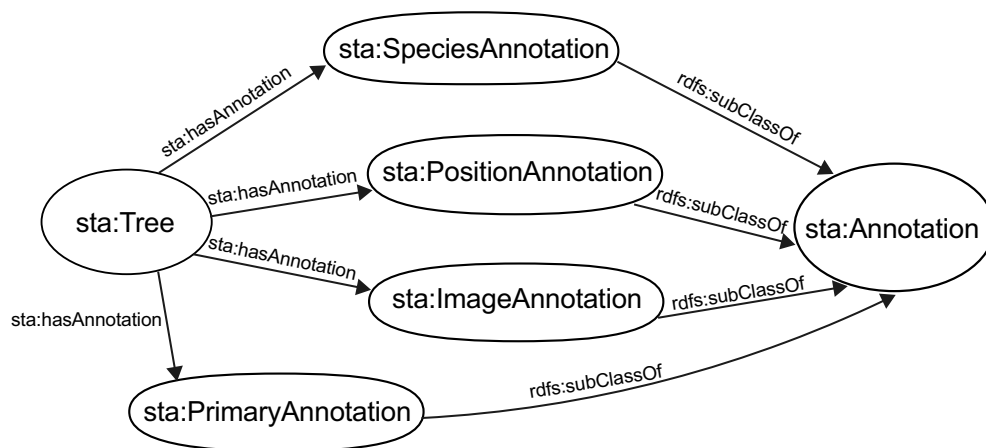 sta:SpeciesAnnotation
sta:hasAnnotation
rdfs:subClassOf
sta:PositionAnnotation
sta:hasAnnotation
rdfs:subClassOf
sta:Tree
sta:Annotation
sta:hasAnnotation
sta:ImageAnnotation
rdfs:subClassOf
sta:hasAnnotation
rdfs:subClassOf
sta:PrimaryAnnotation